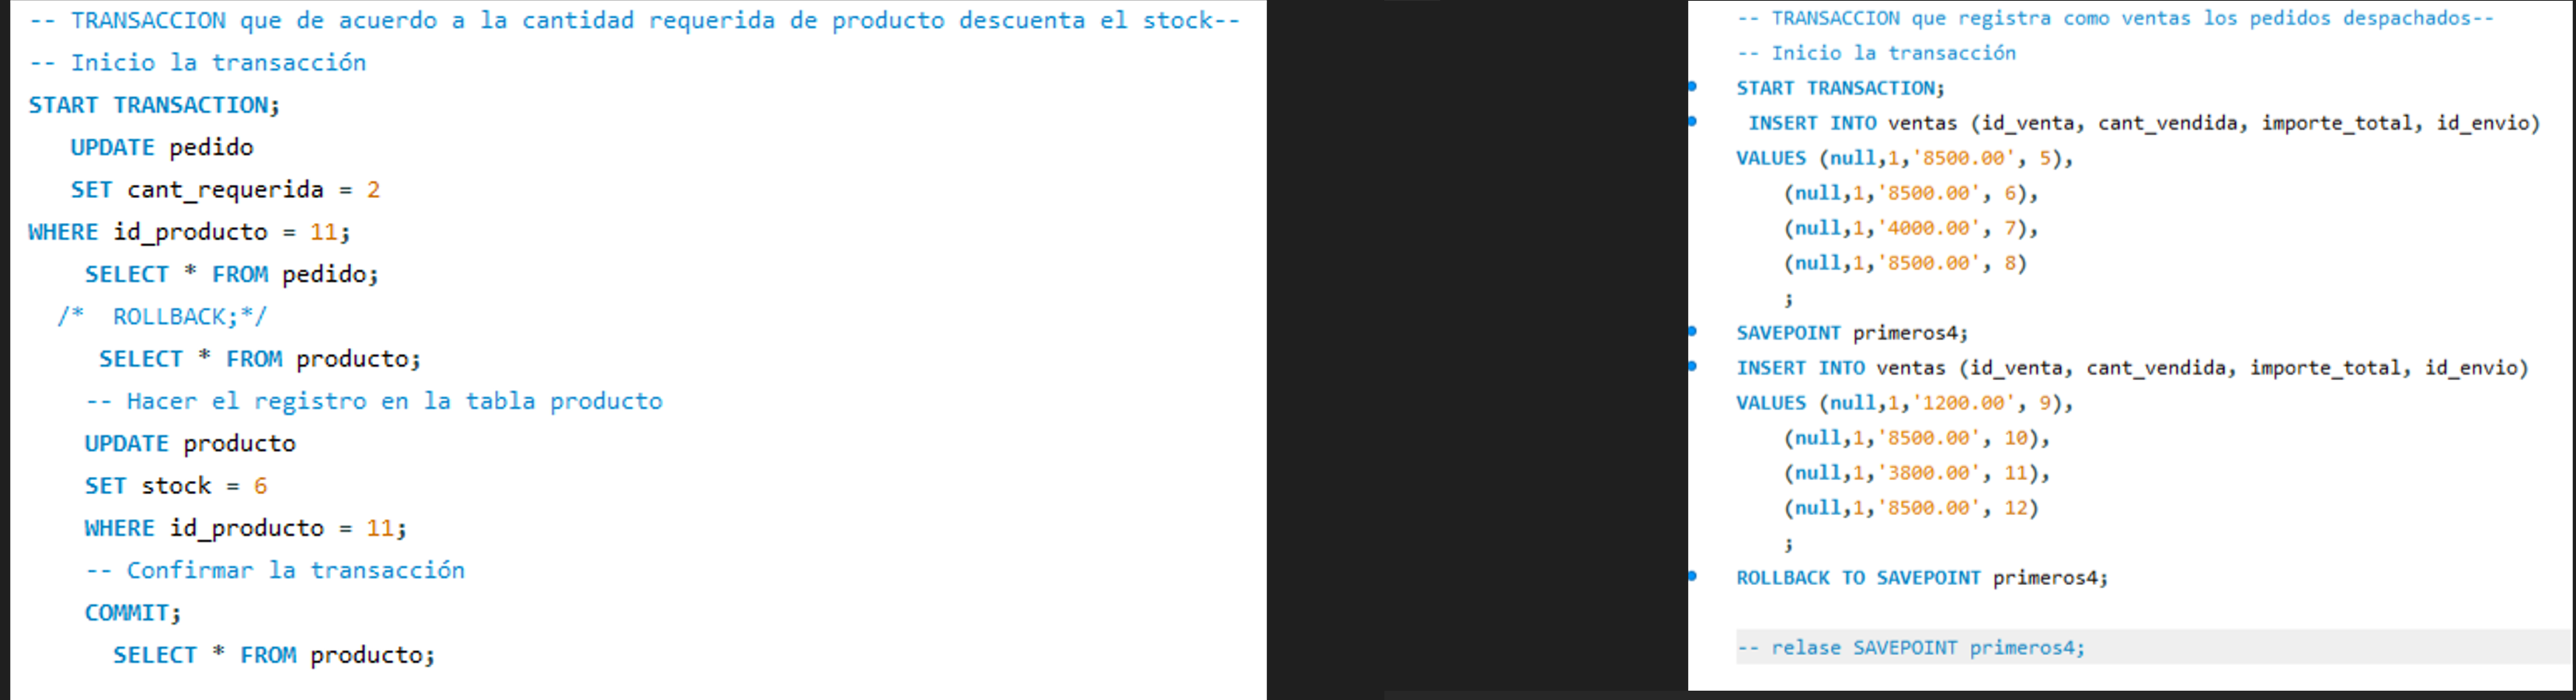 -- TRANSACCION que de acuerdo a la cantidad requerida de producto descuenta el stock--
-- Inicio la transacción
START TRANSACTION;
UPDATE pedido
SET cant_requerida = 2
WHERE id_producto = 11;
SELECT * FROM pedido;
/*  ROLLBACK;*/
SELECT * FROM producto;
-- Hacer el registro en la tabla producto
UPDATE producto
SET stock = 6
WHERE id_producto = 11;
-- Confirmar la transacción
COMMIT;
SELECT * FROM producto;
-- TRANSACCION que registra como ventas los pedidos despachados--
-- Inicio la transacción
START TRANSACTION;
INSERT INTO ventas (id_venta, cant_vendida, importe_total, id_envio)
VALUES (null,1,'8500.00', 5),
(null,1,'8500.00', 6),
(null,1,'4000.00', 7),
(null,1,'8500.00', 8)
;
SAVEPOINT primeros4;
INSERT INTO ventas (id_venta, cant_vendida, importe_total, id_envio)
VALUES (null,1,'1200.00', 9),
(null,1,'8500.00', 10),
(null,1,'3800.00', 11),
(null,1,'8500.00', 12)
;
ROLLBACK TO SAVEPOINT primeros4;
-- relase SAVEPOINT primeros4;